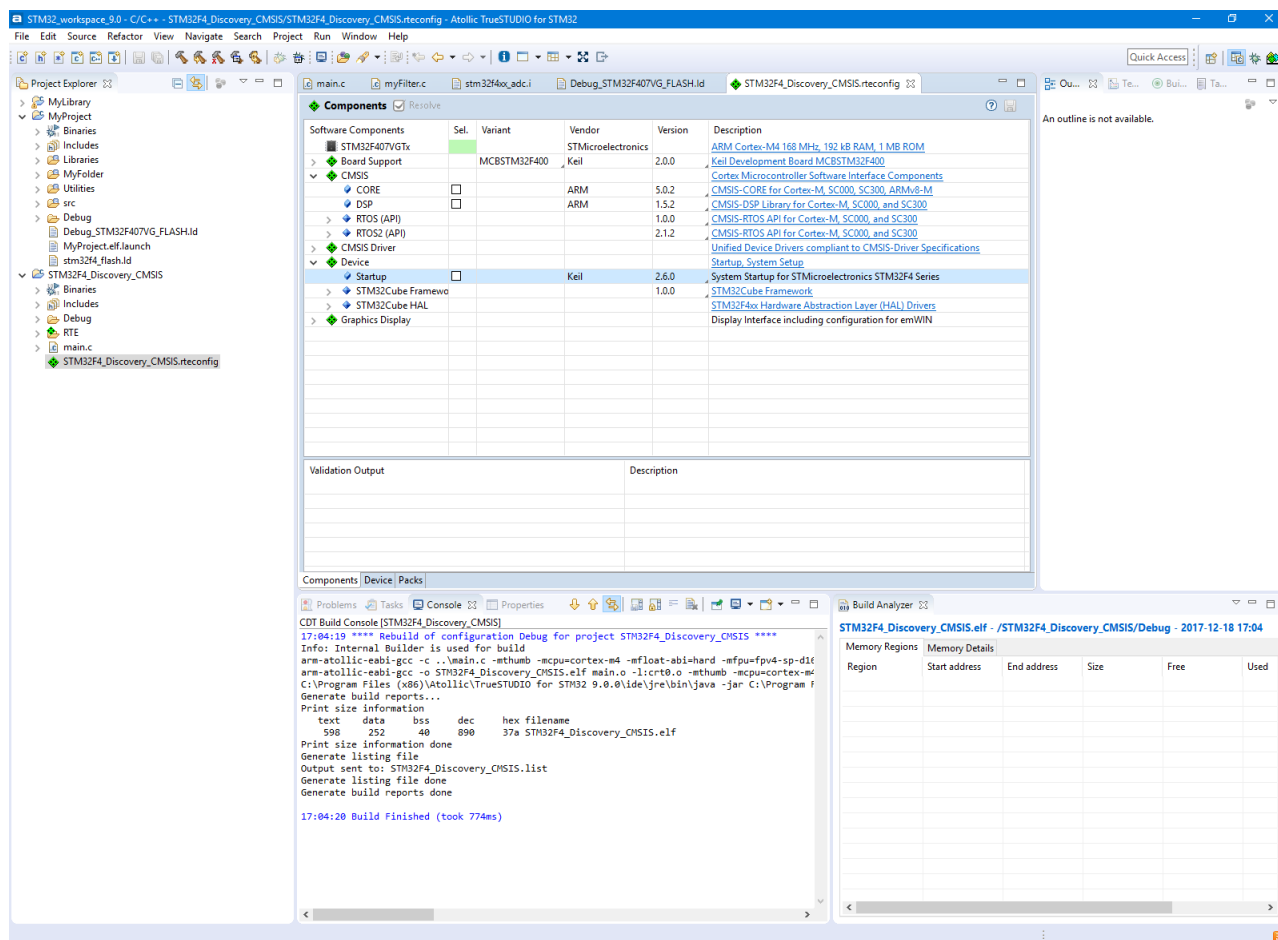 STM32_workspace_9.0 - C/C++ - STM32F4_Discovery_CMSIS/STM32F4_Discovery_CMSIS.rteconfig - Atollic TrueSTUDIO for STM32
File Edit Source Refactor View Navigate Search Project Run Window Help
Quick Access
Project Explorer
MyLibrary
MyProject
Binaries
Includes
Libraries
MyFolder
Utilities
src
Debug
Debug_STM32F407VG_FLASH.ld
MyProject.elf.launch
stm32f4_flash.ld
STM32F4_Discovery_CMSIS
Binaries
Includes
Debug
RTE
main.c
STM32F4_Discovery_CMSIS.rteconfig
main.c myFilter.c stm32f4xx_adc.i Debug_STM32F407VG_FLASH.ld STM32F4_Discovery_CMSIS.rteconfig
Components Resolve
Software Components Sel. Variant Vendor Version Description
STM32F407VGTx STMicroelectronics ARM Cortex-M4 168 MHz, 192 kB RAM, 1 MB ROM
Board Support MCBSTM32F400 Keil 2.0.0 Keil Development Board MCBSTM32F400
CMSIS Cortex Microcontroller Software Interface Components
CORE ARM 5.0.2 CMSIS-CORE for Cortex-M, SC000, SC300, ARMv8-M
DSP ARM 1.5.2 CMSIS-DSP Library for Cortex-M, SC000, and SC300
RTOS (API) 1.0.0 CMSIS-RTOS API for Cortex-M, SC000, and SC300
RTOS2 (API) 2.1.2 CMSIS-RTOS API for Cortex-M, SC000, and SC300
CMSIS Driver Unified Device Drivers compliant to CMSIS-Driver Specifications
Device Startup, System Setup
Startup Keil 2.6.0 System Startup for STMicroelectronics STM32F4 Series
STM32Cube Framewo 1.0.0 STM32Cube Framework
STM32Cube HAL STM32F4xx Hardware Abstraction Layer (HAL) Drivers
Graphics Display Display Interface including configuration for emWIN
Validation Output Description
Components Device Packs
Ou... Te... Bui... Ta...
An outline is not available.
Problems Tasks Console Properties
CDT Build Console [STM32F4_Discovery_CMSIS]
17:04:19 **** Rebuild of configuration Debug for project STM32F4_Discovery_CMSIS ****
Info: Internal Builder is used for build
arm-atollic-eabi-gcc -c ..\main.c -mthumb -mcpu=cortex-m4 -mfloat-abi=hard -mfpu=fpv4-sp-d16
arm-atollic-eabi-gcc -o STM32F4_Discovery_CMSIS.elf main.o -l:crt0.o -mthumb -mcpu=cortex-m4
C:\Program Files (x86)\Atollic\TrueSTUDIO for STM32 9.0.0\ide\jre\bin\java -jar C:\Program F
Generate build reports...
Print size information
text data bss dec hex filename
598 252 40 890 37a STM32F4_Discovery_CMSIS.elf
Print size information done
Generate listing file
Output sent to: STM32F4_Discovery_CMSIS.list
Generate listing file done
Generate build reports done
17:04:20 Build Finished (took 774ms)
Build Analyzer
STM32F4_Discovery_CMSIS.elf - /STM32F4_Discovery_CMSIS/Debug - 2017-12-18 17:04
Memory Regions Memory Details
Region Start address End address Size Free Used